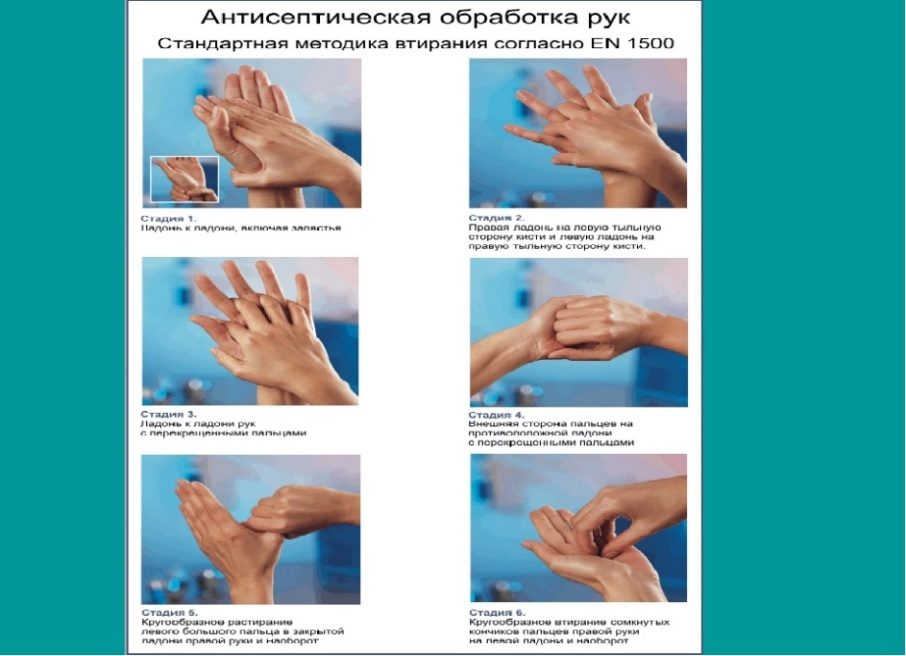 Антисептическая обработка рук
Стандартная методика втирания согласно EN 1500
Стадия 1.
Ладонь к ладони, включая запястья
Стадия 2.
Правая ладонь на левую тыльную
сторону кисти и левую ладонь на
правую тыльную сторону кисти.
Стадия 3.
Ладонь к ладони рук
с перекрещенными пальцами
Стадия 4.
Внешняя сторона пальцев на
противоположной ладони
с перекрещенными пальцами
Стадия 5.
Кругообразное растирание
левого большого пальца в закрытой
ладони правой руки и наоборот
Стадия 6.
Кругообразное втирание сомкнутых
кончиков пальцев правой руки
на левой ладони и наоборот